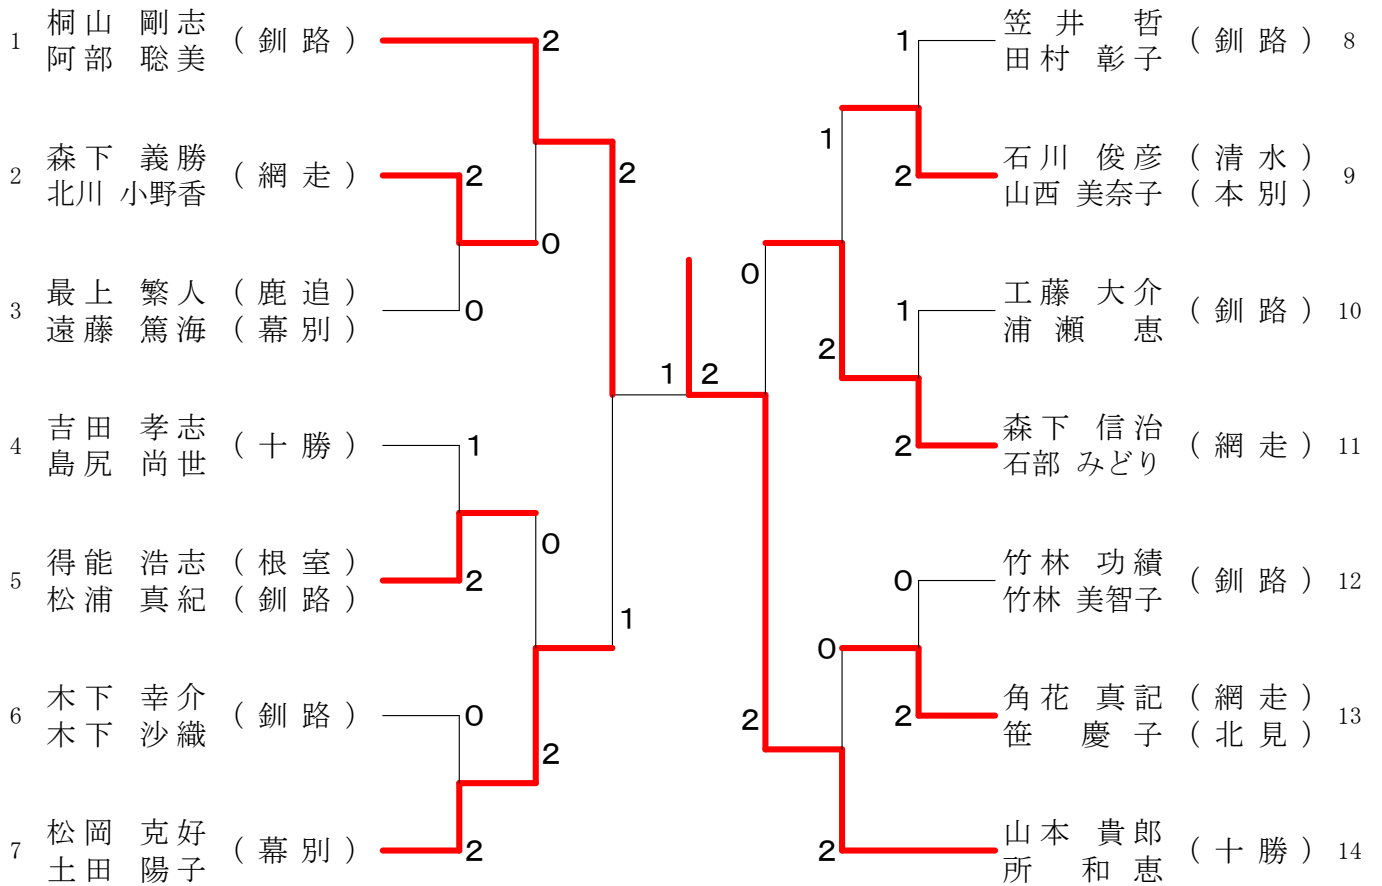 1 桐山 剛志 (釧路)
阿部 聡美
2
2 森下 義勝 (網走)
北川 小野香
2
2
0
3 最上 繁人 (鹿追)
遠藤 篤海 (幕別)
0
4 吉田 孝志 (十勝)
島尻 尚世
1
0
5 得能 浩志 (根室)
松浦 真紀 (釧路)
2
1
6 木下 幸介 (釧路)
木下 沙織
0
2
7 松岡 克好 (幕別)
土田 陽子
2
1 2
1
笠井 哲 (釧路) 8
田村 彰子
1
2
石川 俊彦 (清水) 9
山西 美奈子 (本別)
0
1
工藤 大介 (釧路) 10
浦瀬 恵
2
2
森下 信治 (網走) 11
石部 みどり
0
竹林 功績 (釧路) 12
竹林 美智子
0
2
2
角花 真記 (網走) 13
笹 慶子 (北見)
2
山本 貴郎 (十勝) 14
所 和恵